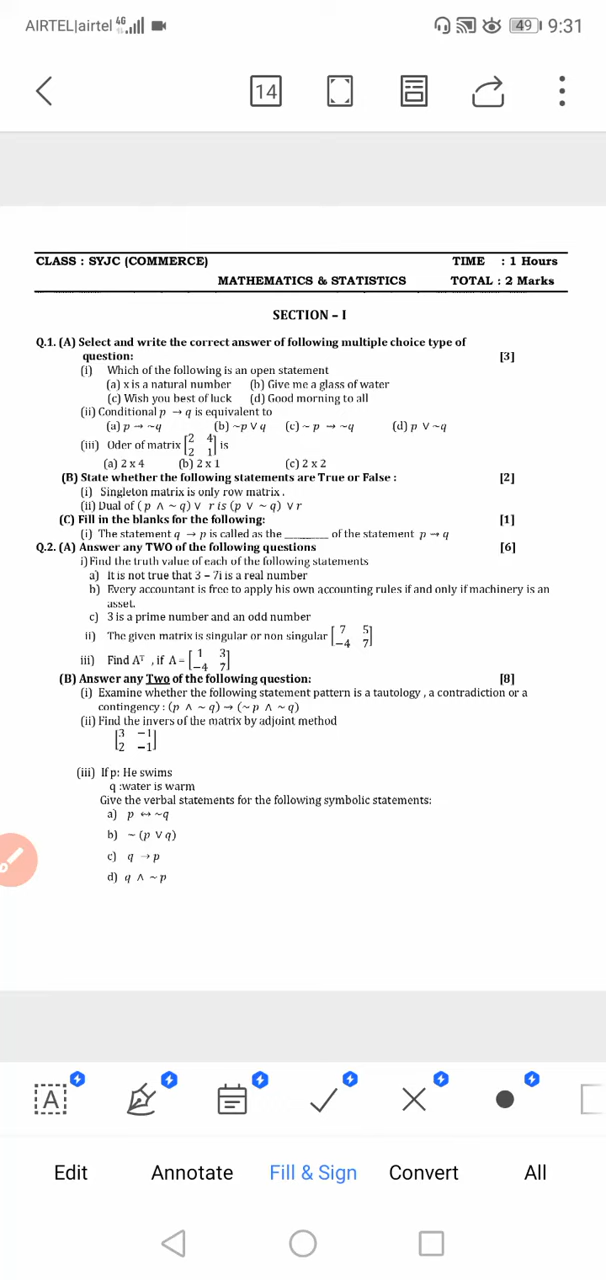 AIRTEL|airtel 4G 49 9:31
14
CLASS : SYJC (COMMERCE) TIME : 1 Hours
MATHEMATICS & STATISTICS TOTAL : 2 Marks
SECTION – I
Q.1. (A) Select and write the correct answer of following multiple choice type of
question: [3]
(i) Which of the following is an open statement
(a) x is a natural number (b) Give me a glass of water
(c) Wish you best of luck (d) Good morning to all
(ii) Conditional p → q is equivalent to
(a) p → ~q (b) ~p V q (c) ~ p → ~q (d) p V ~q
(iii) Oder of matrix [2 4
2 1] is
(a) 2 x 4 (b) 2 x 1 (c) 2 x 2
(B) State whether the following statements are True or False : [2]
(i) Singleton matrix is only row matrix .
(ii) Dual of ( p ∧ ~ q) V r is (p V ~ q) V r
(C) Fill in the blanks for the following: [1]
(i) The statement q → p is called as the ________ of the statement p → q
Q.2. (A) Answer any TWO of the following questions [6]
i)Find the truth value of each of the following statements
a) It is not true that 3 – 7i is a real number
b) Every accountant is free to apply his own accounting rules if and only if machinery is an
asset.
c) 3 is a prime number and an odd number
ii) The given matrix is singular or non singular [7 5
−4 7]
iii) Find Aᵀ , if A = [1 3
−4 7]
(B) Answer any Two of the following question: [8]
(i) Examine whether the following statement pattern is a tautology , a contradiction or a
contingency : (p ∧ ~ q) → (~ p ∧ ~ q)
(ii) Find the invers of the matrix by adjoint method
[3 −1
2 −1]
(iii) If p: He swims
q :water is warm
Give the verbal statements for the following symbolic statements:
a) p ↔ ~q
b) ~ (p V q)
c) q → p
d) q ∧ ~ p
A
Edit Annotate Fill & Sign Convert All